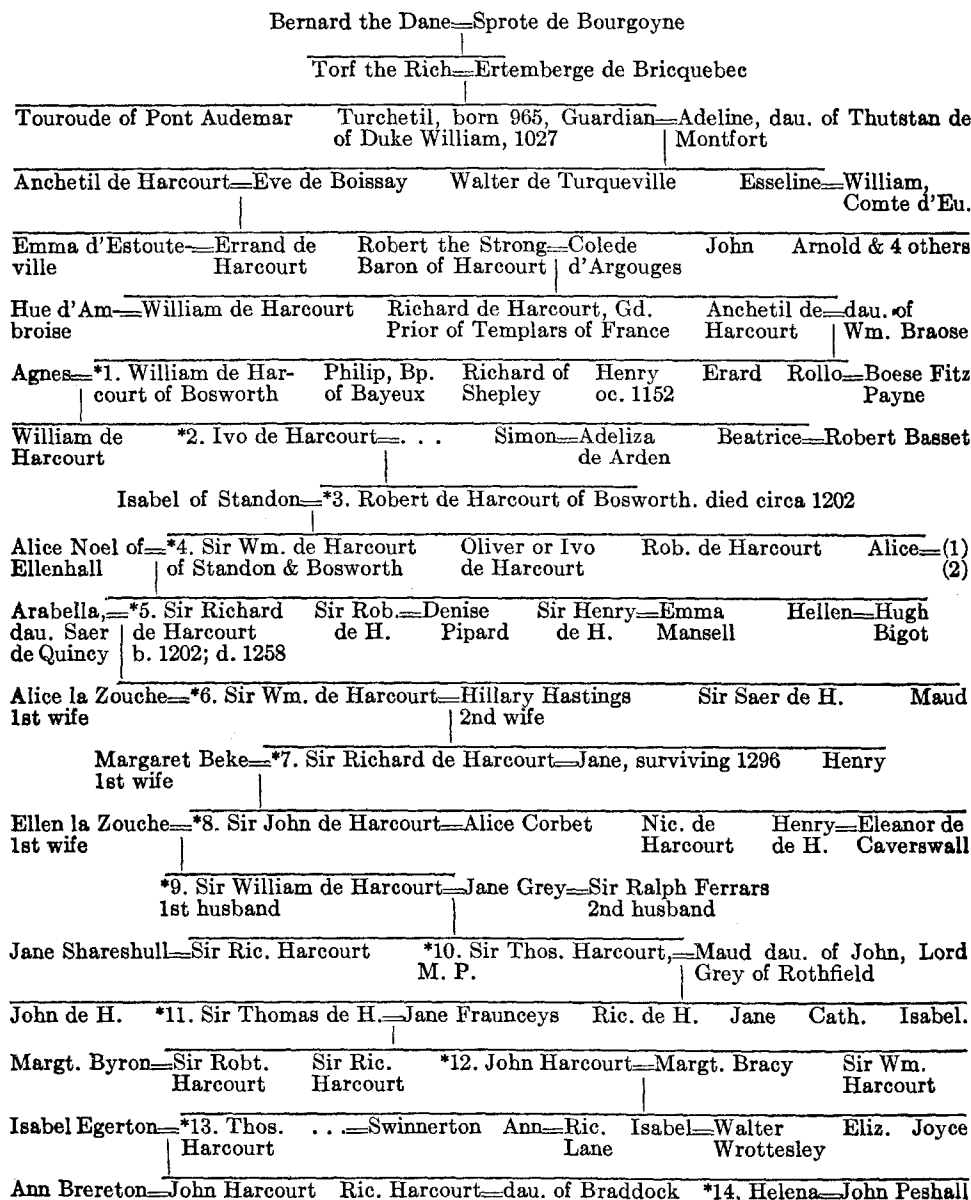 Bernard the Dane=Sprote de Bourgoyne
Torf the Rich=Ertemberge de Bricquebec
Touroude of Pont Audemar Turchetil, born 965, Guardian=Adeline, dau. of Thutstan de
of Duke William, 1027 Montfort
Anchetil de Harcourt=Eve de Boissay Walter de Turqueville Esseline=William,
Comte d'Eu.
Emma d'Estoute-=Errand de Robert the Strong=Colede John Arnold & 4 others
ville Harcourt Baron of Harcourt d'Argouges
Hue d'Am-=William de Harcourt Richard de Harcourt, Gd. Anchetil de=dau. of
broise Prior of Templars of France Harcourt Wm. Braose
Agnes=*1. William de Har- Philip, Bp. Richard of Henry Erard Rollo=Boese Fitz
court of Bosworth of Bayeux Shepley oc. 1152 Payne
William de *2. Ivo de Harcourt=. . . Simon=Adeliza Beatrice=Robert Basset
Harcourt de Arden
Isabel of Standon=*3. Robert de Harcourt of Bosworth. died circa 1202
Alice Noel of=*4. Sir Wm. de Harcourt Oliver or Ivo Rob. de Harcourt Alice=(1)
Ellenhall of Standon & Bosworth de Harcourt (2)
Arabella,=*5. Sir Richard Sir Rob.=Denise Sir Henry=Emma Hellen=Hugh
dau. Saer de Harcourt de H. Pipard de H. Mansell Bigot
de Quincy b. 1202; d. 1258
Alice la Zouche=*6. Sir Wm. de Harcourt=Hillary Hastings Sir Saer de H. Maud
1st wife 2nd wife
Margaret Beke=*7. Sir Richard de Harcourt=Jane, surviving 1296 Henry
1st wife
Ellen la Zouche=*8. Sir John de Harcourt=Alice Corbet Nic. de Henry=Eleanor de
1st wife Harcourt de H. Caverswall
*9. Sir William de Harcourt=Jane Grey=Sir Ralph Ferrars
1st husband 2nd husband
Jane Shareshull=Sir Ric. Harcourt *10. Sir Thos. Harcourt,=Maud dau. of John, Lord
M. P. Grey of Rothfield
John de H. *11. Sir Thomas de H.=Jane Fraunceys Ric. de H. Jane Cath. Isabel.
Margt. Byron=Sir Robt. Sir Ric. *12. John Harcourt=Margt. Bracy Sir Wm.
Harcourt Harcourt Harcourt
Isabel Egerton=*13. Thos. . . .=Swinnerton Ann=Ric. Isabel=Walter Eliz. Joyce
Harcourt Lane Wrottesley
Ann Brereton=John Harcourt Ric. Harcourt=dau. of Braddock *14. Helena=John Peshall